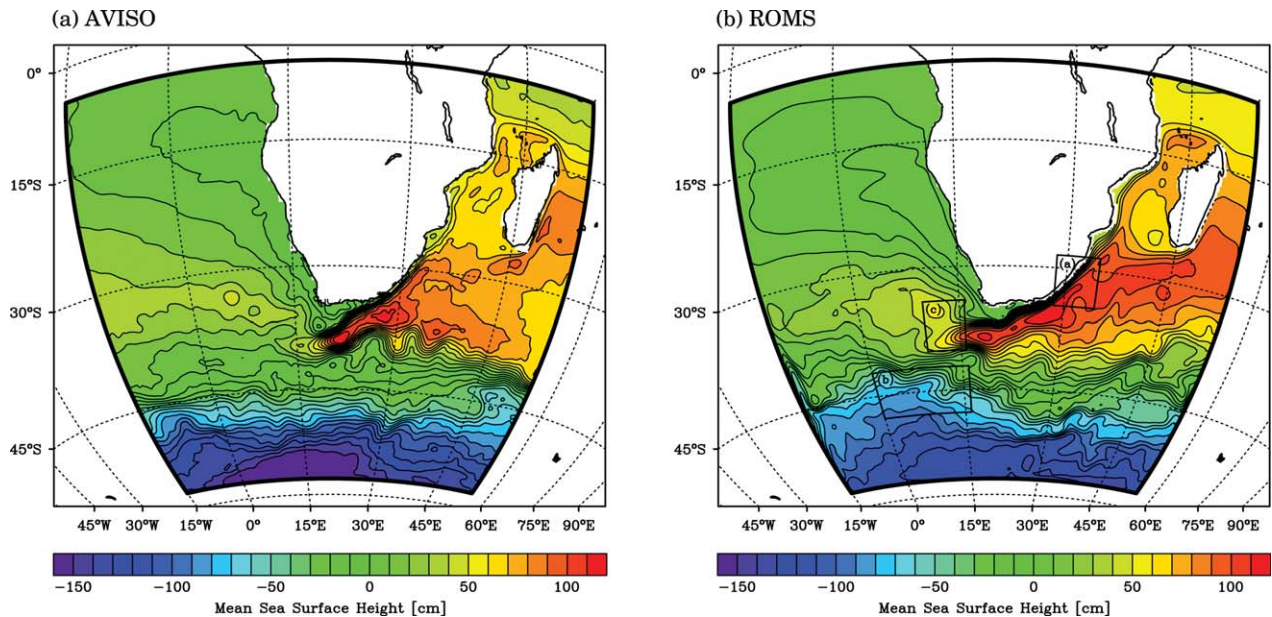 (a) AVISO
(b) ROMS
0°
15°S
30°S
45°S
45°W 30°W 15°W 0° 15°E 30°E 45°E 60°E 75°E 90°E
−150 −100 −50 0 50 100
Mean Sea Surface Height [cm]
0°
15°S
30°S
45°S
(a)
(c)
(b)
45°W 30°W 15°W 0° 15°E 30°E 45°E 60°E 75°E 90°E
−150 −100 −50 0 50 100
Mean Sea Surface Height [cm]